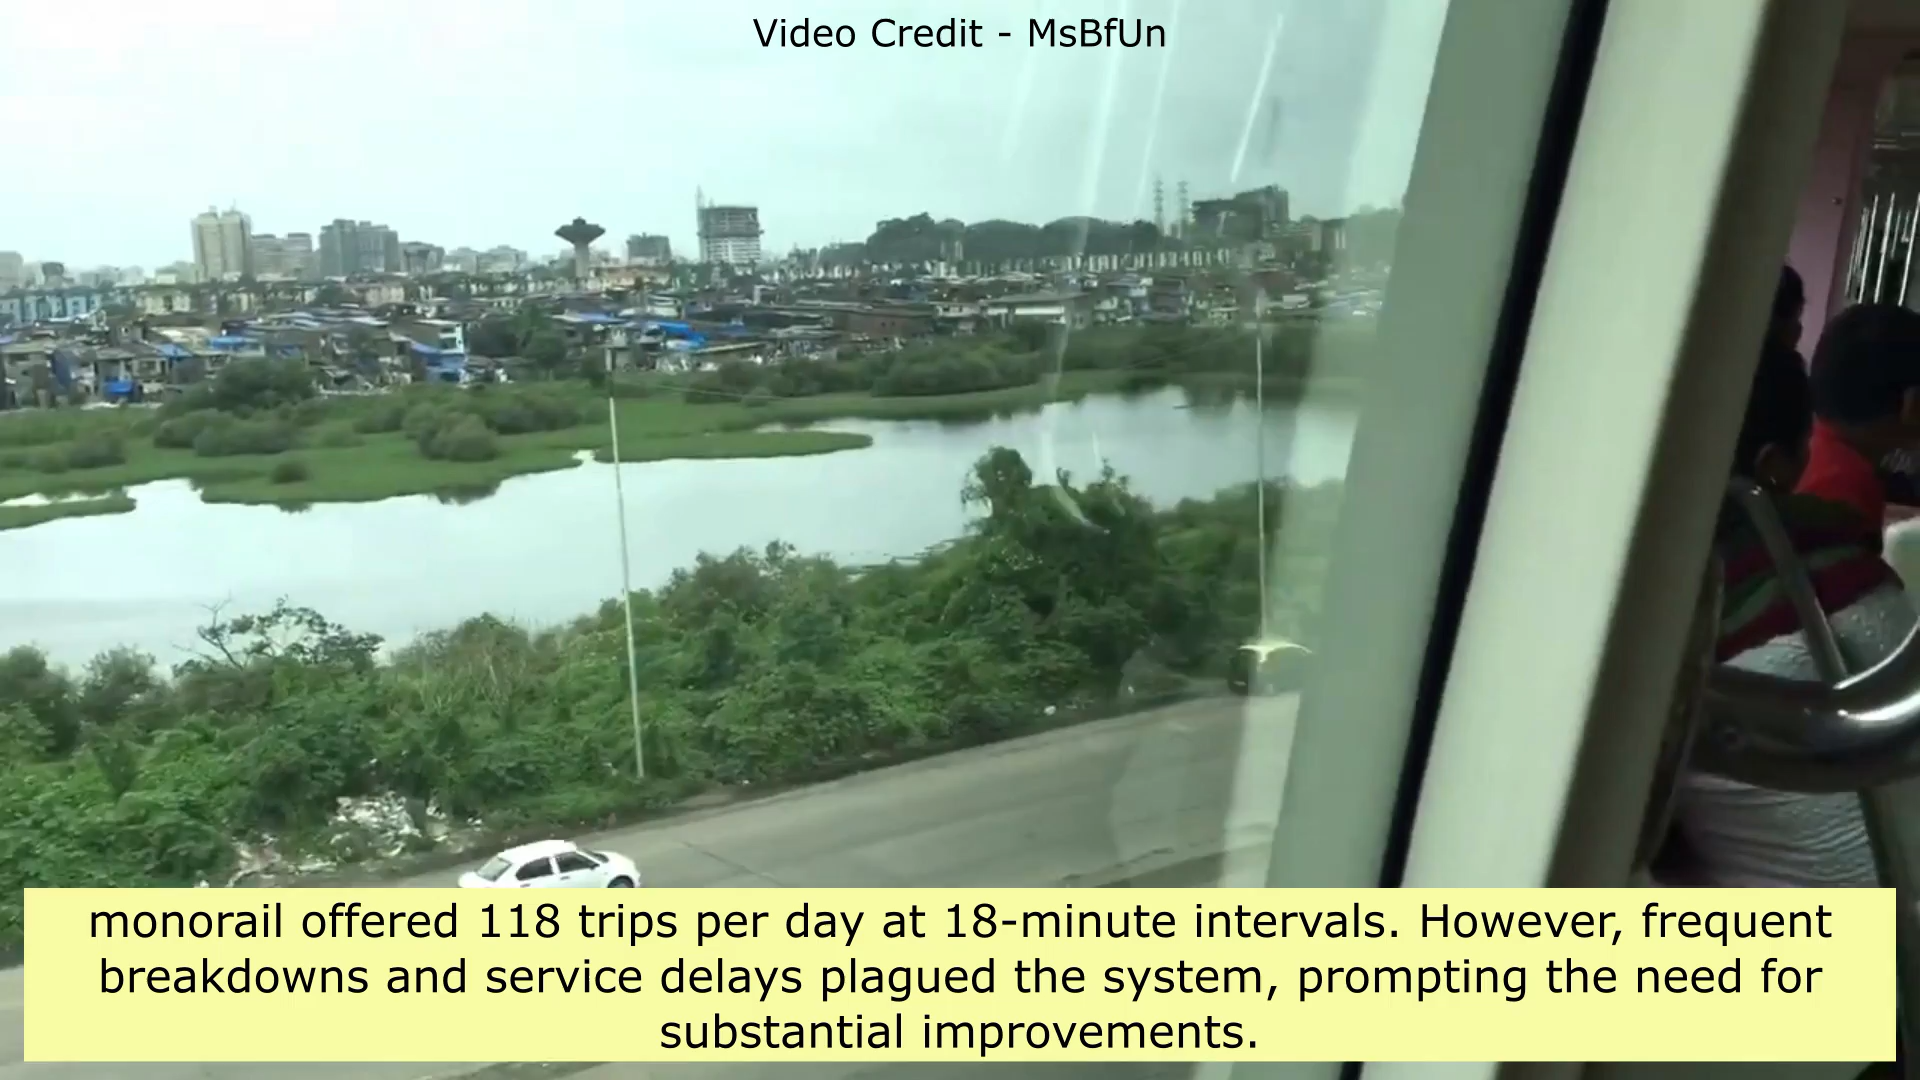 Video Credit - MsBfUn
monorail offered 118 trips per day at 18-minute intervals. However, frequent
breakdowns and service delays plagued the system, prompting the need for
substantial improvements.